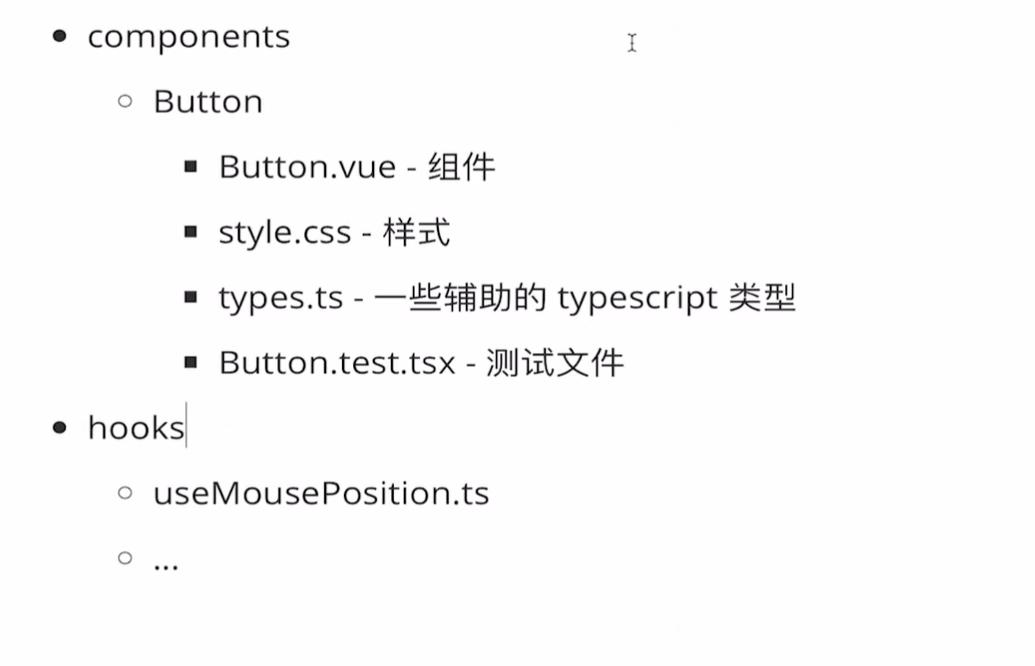 components
Button
Button.vue - 组件
style.css - 样式
types.ts - 一些辅助的 typescript 类型
Button.test.tsx - 测试文件
hooks
useMousePosition.ts
...